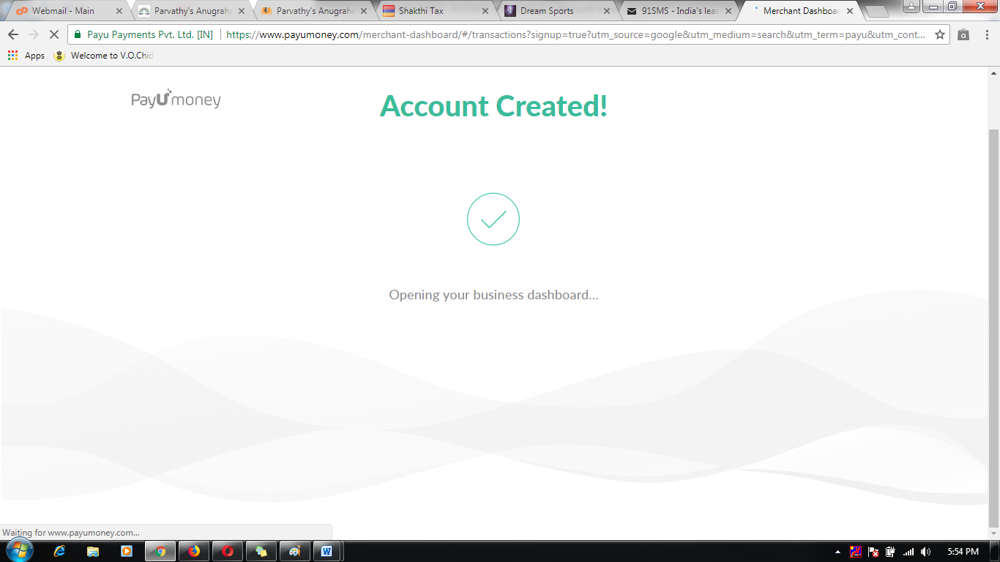 Webmail - Main
Parvathy's Anugraha
Parvathy's Anugraha
Shakthi Tax
Dream Sports
91SMS - India's lea
Merchant Dashboar
Payu Payments Pvt. Ltd. [IN]
https://www.payumoney.com/merchant-dashboard/#/transactions?signup=true?utm_source=google&utm_medium=search&utm_term=payu&utm_cont...
Apps
Welcome to V.O.Chid
PayUmoney
Account Created!
Opening your business dashboard...
Waiting for www.payumoney.com...
5:54 PM